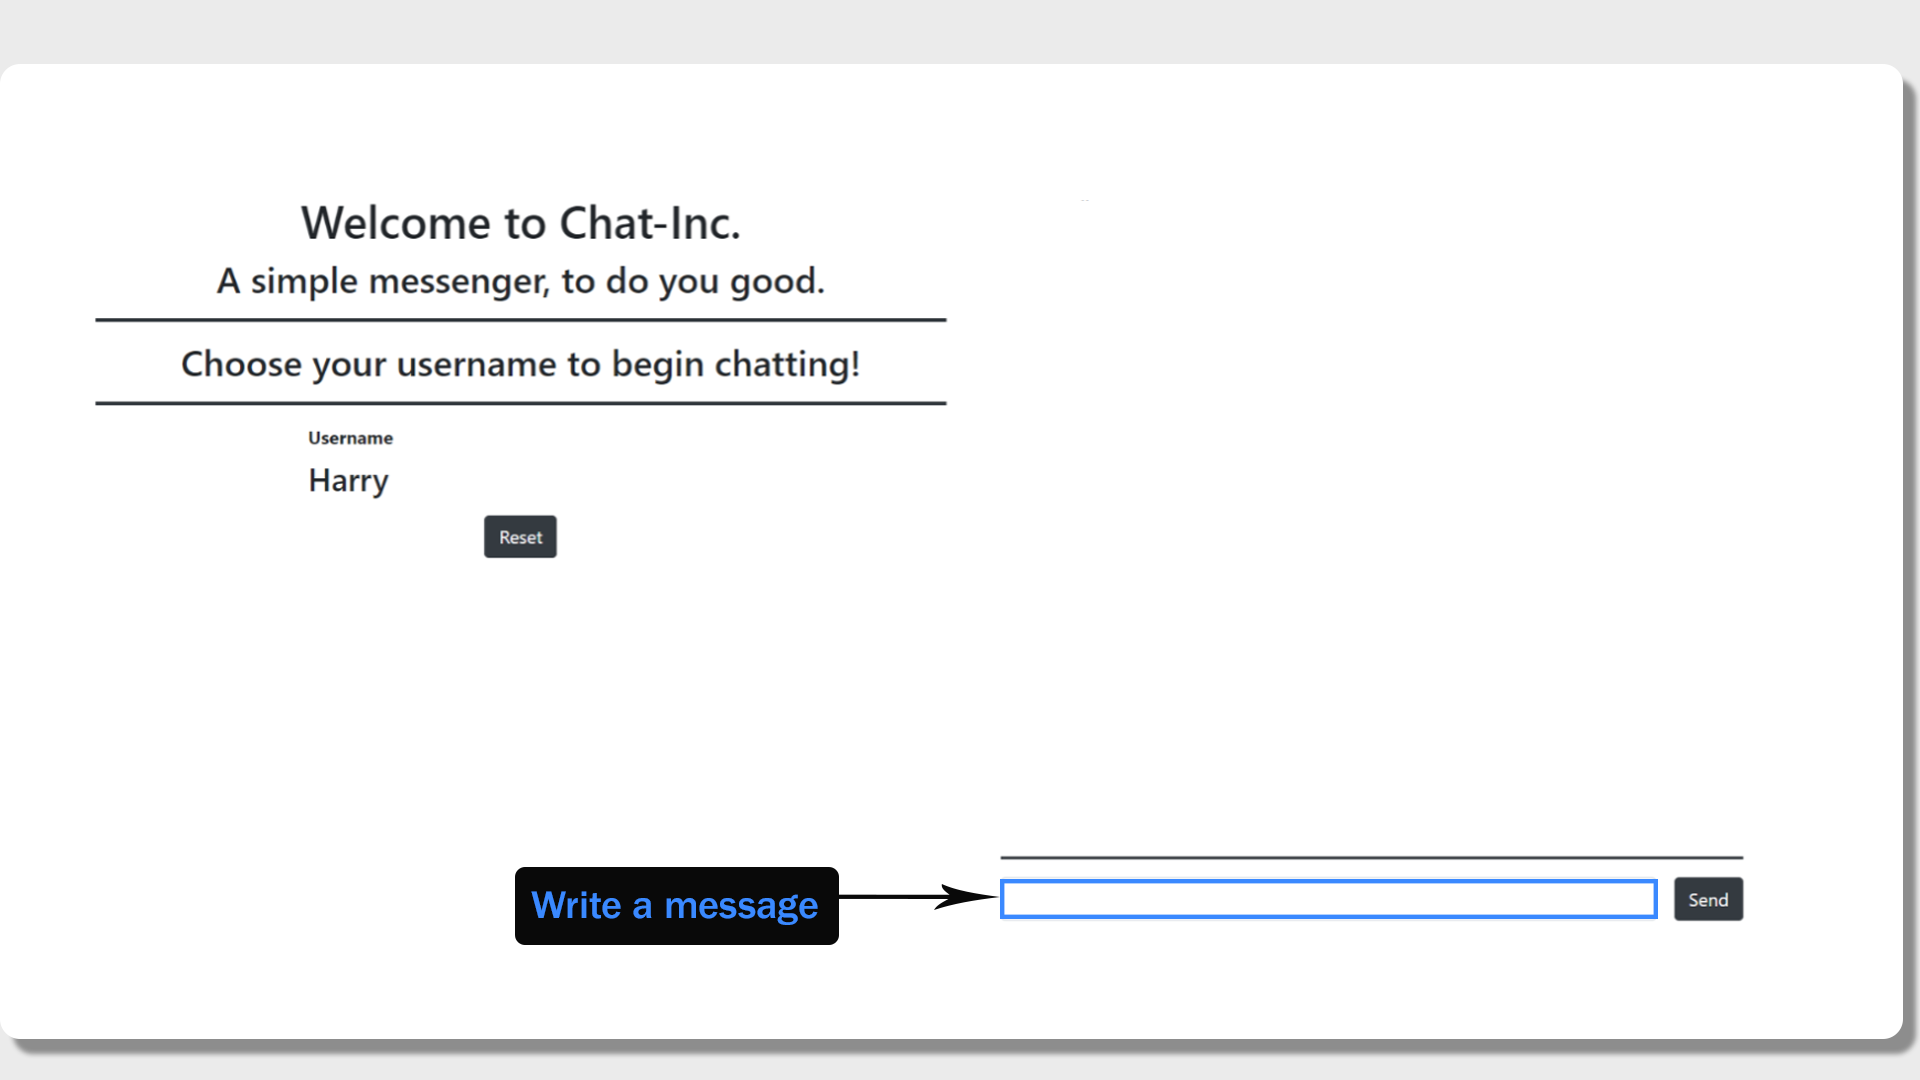 Welcome to Chat-Inc.
A simple messenger, to do you good.
Choose your username to begin chatting!
Username
Harry
Reset
Write a message
Send